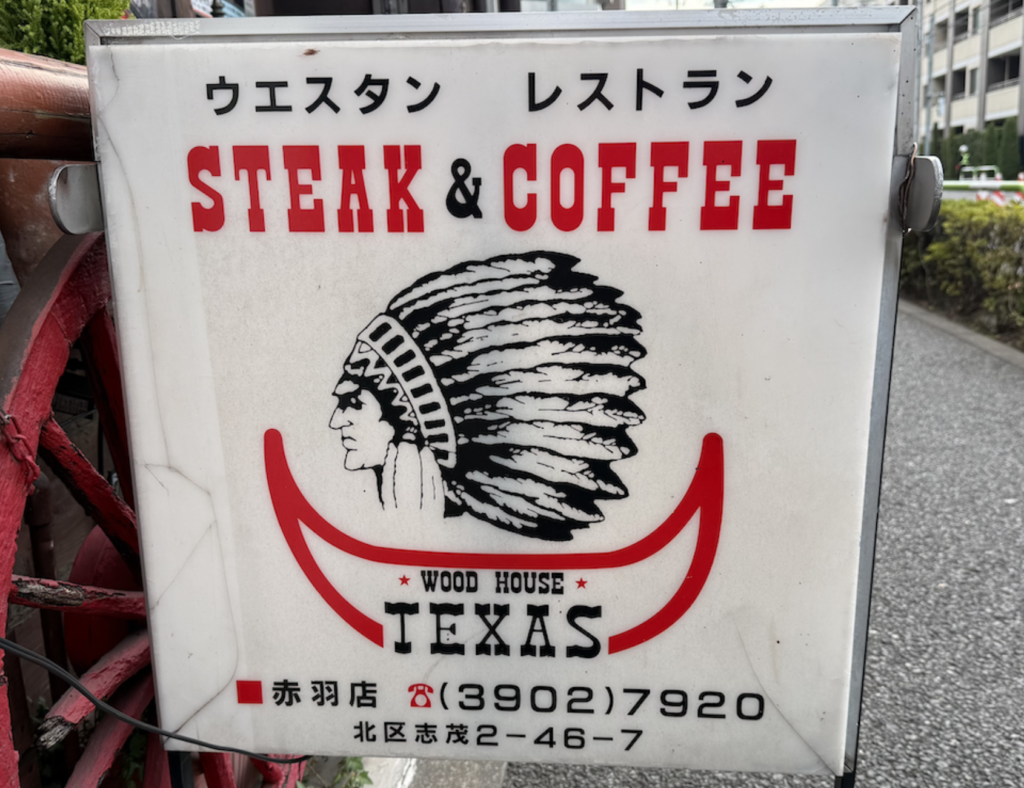 ウエスタン レストラン
STEAK & COFFEE
★ WOOD HOUSE ★
TEXAS
■赤羽店 ☎(3902)7920
北区志茂2-46-7